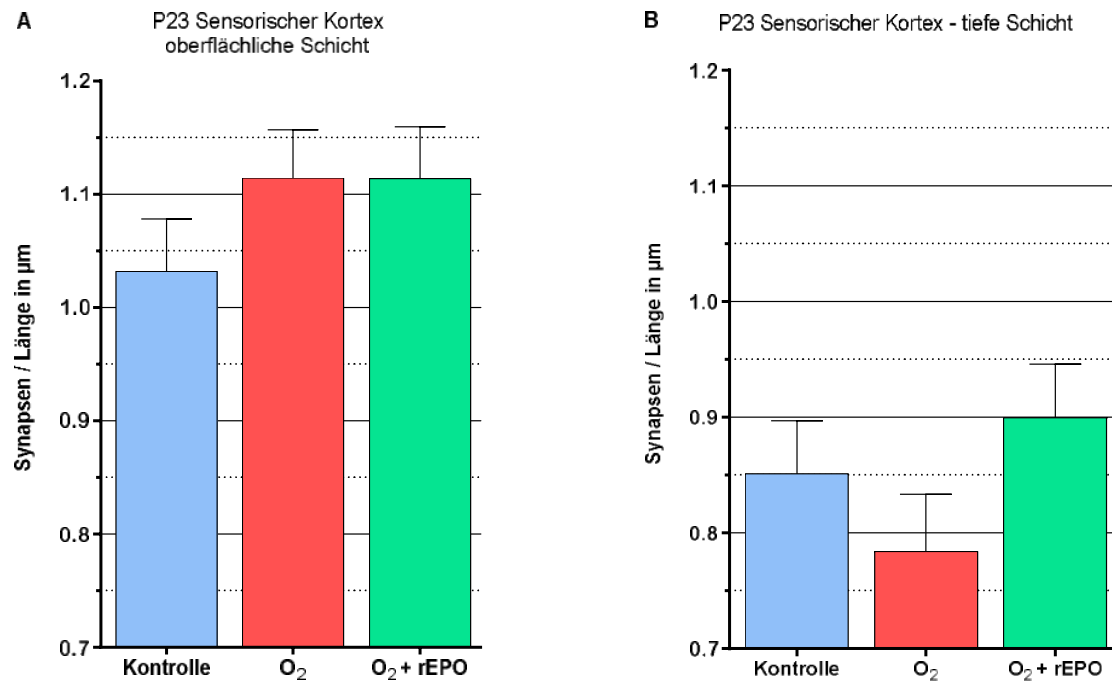 A
P23 Sensorischer Kortex
oberflächliche Schicht
Synapsen / Länge in µm
1.2
1.1
1.0
0.9
0.8
0.7
Kontrolle
O₂
O₂ + rEPO
B
P23 Sensorischer Kortex - tiefe Schicht
Synapsen / Länge in µm
1.2
1.1
1.0
0.9
0.8
0.7
Kontrolle
O₂
O₂ + rEPO